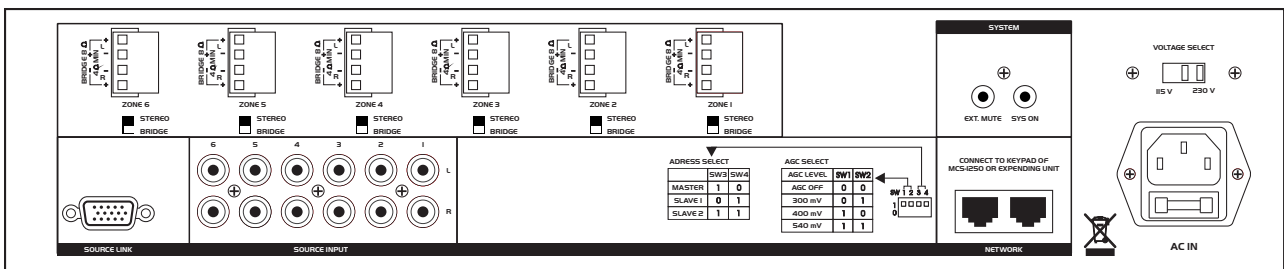 SYSTEM
VOLTAGE SELECT
115 V 230 V
+ L - - R +
BRIDGE 8 Ω
4Ω MIN
ZONE 6
STEREO
BRIDGE
+ L - - R +
BRIDGE 8 Ω
4Ω MIN
ZONE 5
STEREO
BRIDGE
+ L - - R +
BRIDGE 8 Ω
4Ω MIN
ZONE 4
STEREO
BRIDGE
+ L - - R +
BRIDGE 8 Ω
4Ω MIN
ZONE 3
STEREO
BRIDGE
+ L - - R +
BRIDGE 8 Ω
4Ω MIN
ZONE 2
STEREO
BRIDGE
+ L - - R +
BRIDGE 8 Ω
4Ω MIN
ZONE 1
STEREO
BRIDGE
EXT. MUTE SYS ON
6 5 4 3 2 1
L
R
ADRESS SELECT
SW3 SW4
MASTER 1 0
SLAVE 1 0 1
SLAVE 2 1 1
AGC SELECT
AGC LEVEL SW1 SW2
AGC OFF 0 0
300 mV 0 1
400 mV 1 0
540 mV 1 1
SW 1 2 3 4
1
0
CONNECT TO KEYPAD OF
MCS-1250 OR EXPENDING UNIT
SOURCE LINK
SOURCE INPUT
NETWORK
AC IN